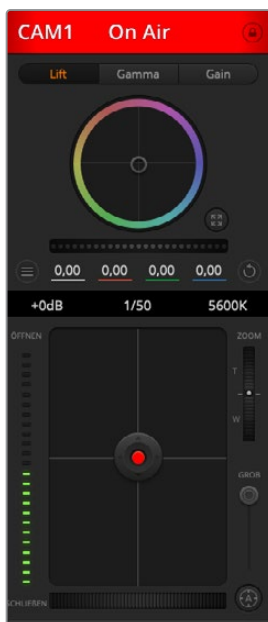 CAM1 On Air
Lift Gamma Gain
0,00 0,00 0,00 0,00
+0dB 1/50 5600K
ÖFFNEN ZOOM
T
W
GROB
SCHLIEßEN A